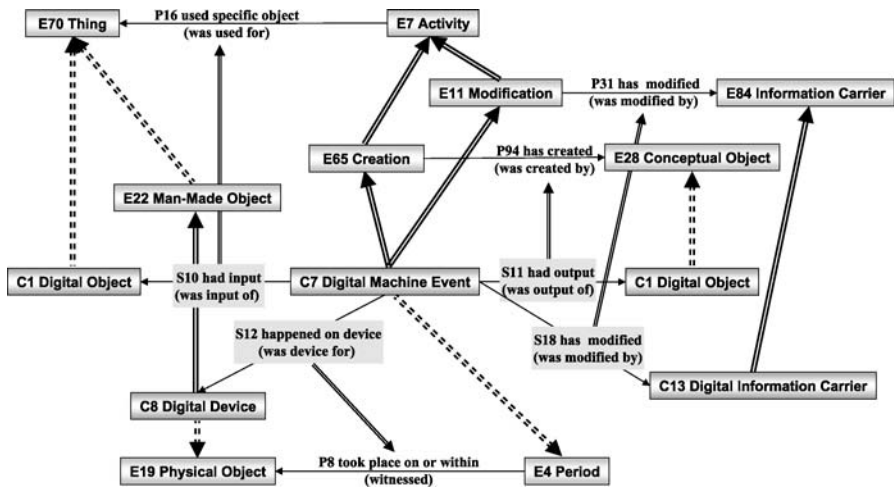 E70 Thing
P16 used specific object
(was used for)
E7 Activity
E11 Modification
P31 has modified
(was modified by)
E84 Information Carrier
E65 Creation
P94 has created
(was created by)
E28 Conceptual Object
E22 Man-Made Object
C1 Digital Object
S10 had input
(was input of)
C7 Digital Machine Event
S11 had output
(was output of)
C1 Digital Object
S12 happened on device
(was device for)
S18 has modified
(was modified by)
C8 Digital Device
C13 Digital Information Carrier
E19 Physical Object
P8 took place on or within
(witnessed)
E4 Period